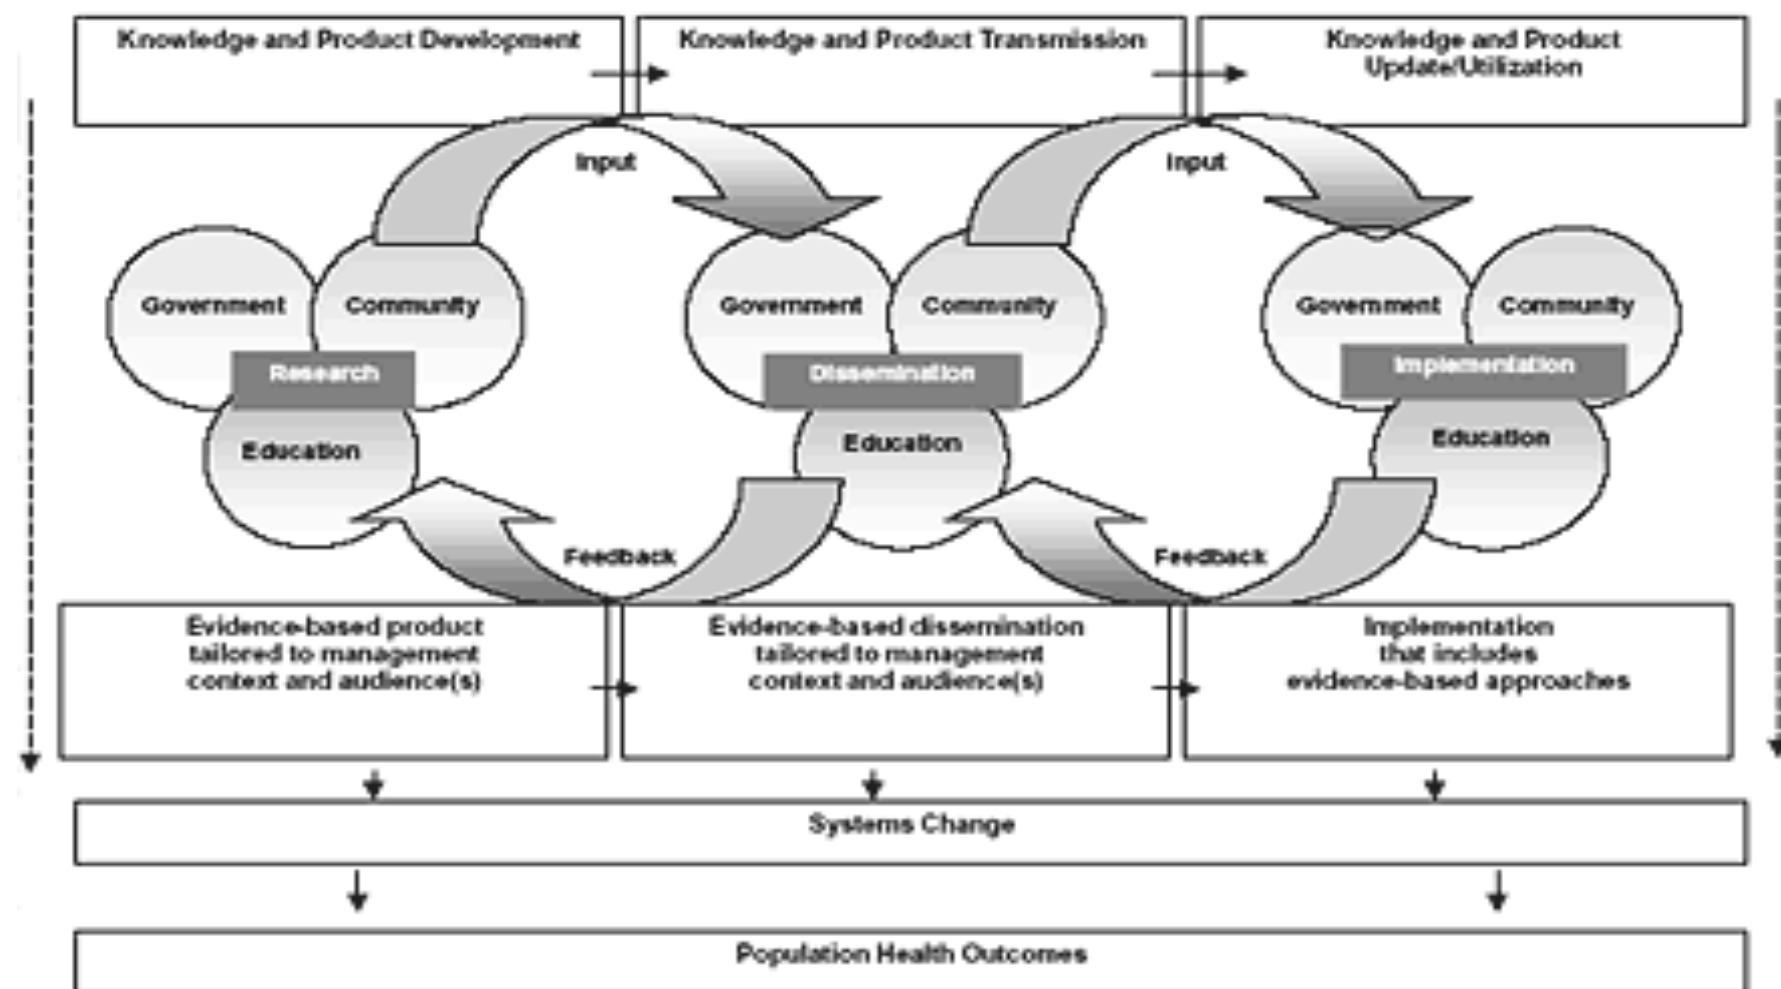 Knowledge and Product Development
Knowledge and Product Transmission
Knowledge and Product
Update/Utilization
Input
Input
Government
Community
Government
Community
Government
Community
Research
Dissemination
Implementation
Education
Education
Education
Feedback
Feedback
Evidence-based product
tailored to management
context and audience(s)
Evidence-based dissemination
tailored to management
context and audience(s)
Implementation
that includes
evidence-based approaches
Systems Change
Population Health Outcomes